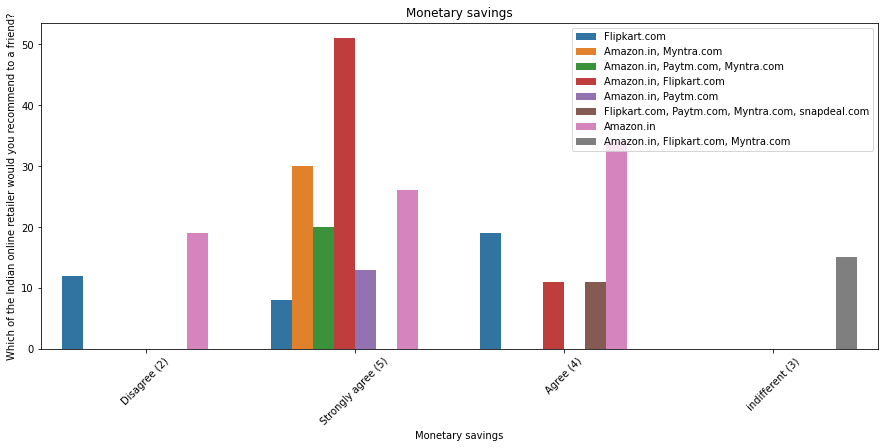 Monetary savings
Which of the Indian online retailer would you recommend to a friend?
50
40
30
20
10
0
Flipkart.com
Amazon.in, Myntra.com
Amazon.in, Paytm.com, Myntra.com
Amazon.in, Flipkart.com
Amazon.in, Paytm.com
Flipkart.com, Paytm.com, Myntra.com, snapdeal.com
Amazon.in
Amazon.in, Flipkart.com, Myntra.com
Disagree (2)
Strongly agree (5)
Agree (4)
indifferent (3)
Monetary savings